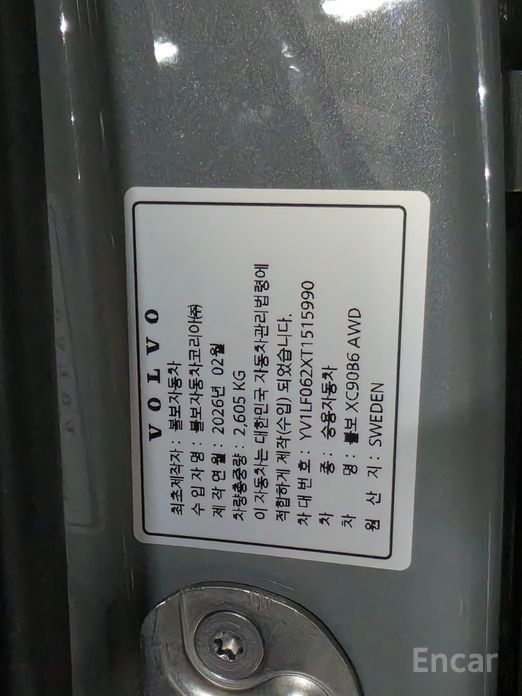 VOLVO
최초제작자 : 볼보자동차
수 입 자 명 : 볼보자동차코리아㈜
제 작 연 월 : 2026년 02월
차량총중량 : 2,605 KG
이 자동차는 대한민국 자동차관리법령에
적합하게 제작(수입) 되었습니다.
차 대 번 호 : YV1LF062XT1515990
차 종 : 승용자동차
차 명 : 볼보 XC90B6 AWD
원 산 지 : SWEDEN
Encar